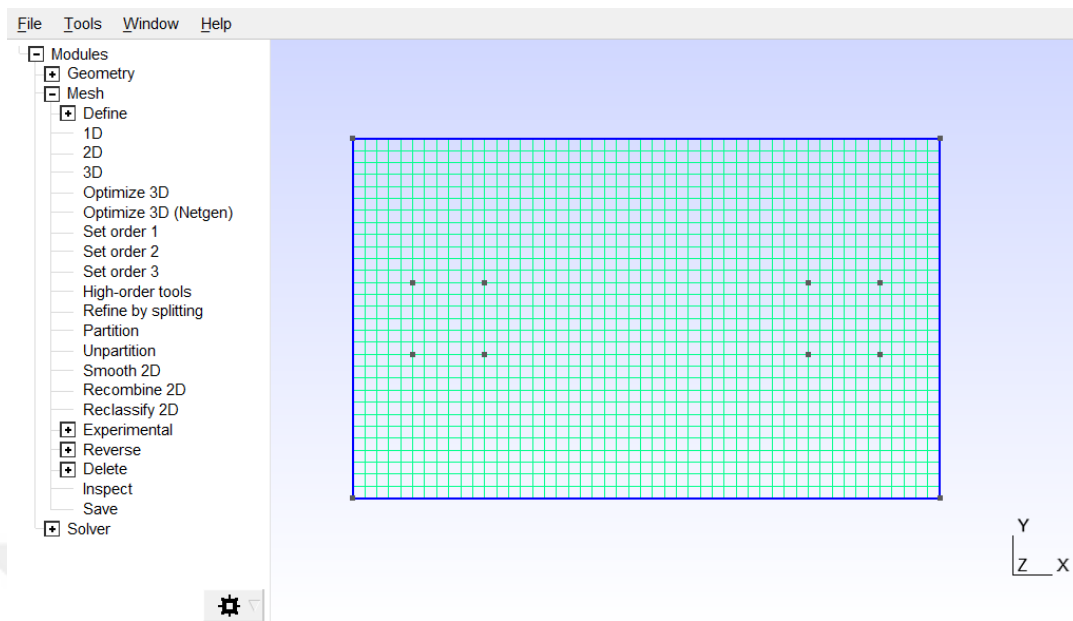 File Tools Window Help
Modules
Geometry
Mesh
Define
1D
2D
3D
Optimize 3D
Optimize 3D (Netgen)
Set order 1
Set order 2
Set order 3
High-order tools
Refine by splitting
Partition
Unpartition
Smooth 2D
Recombine 2D
Reclassify 2D
Experimental
Reverse
Delete
Inspect
Save
Solver
Y
Z X